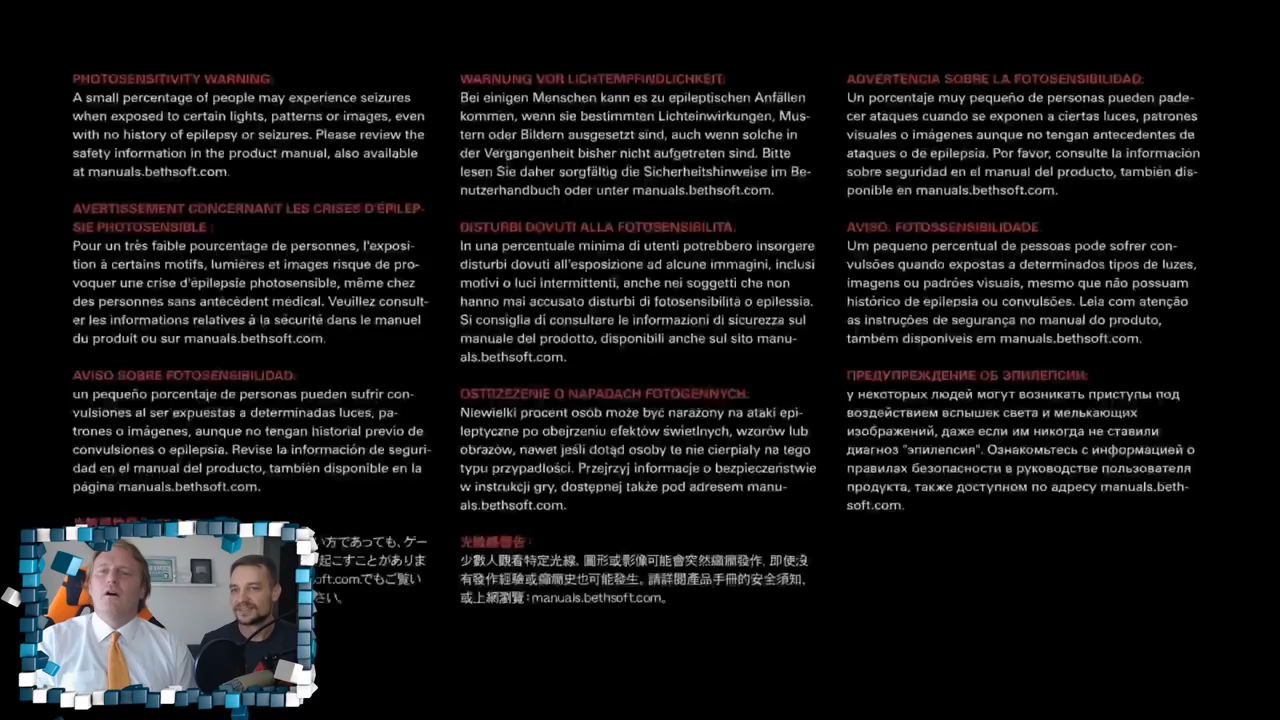 PHOTOSENSITIVITY WARNING:
A small percentage of people may experience seizures
when exposed to certain lights, patterns or images, even
with no history of epilepsy or seizures. Please review the
safety information in the product manual, also available
at manuals.bethsoft.com.
AVERTISSEMENT CONCERNANT LES CRISES D'ÉPILEP-
SIE PHOTOSENSIBLE :
Pour un très faible pourcentage de personnes, l'exposi-
tion à certains motifs, lumières et images risque de pro-
voquer une crise d'épilepsie photosensible, même chez
des personnes sans antécédent médical. Veuillez consult-
er les informations relatives à la sécurité dans le manuel
du produit ou sur manuals.bethsoft.com.
AVISO SOBRE FOTOSENSIBILIDAD:
un pequeño porcentaje de personas pueden sufrir con-
vulsiones al ser expuestas a determinadas luces, pa-
trones o imágenes, aunque no tengan historial previo de
convulsiones o epilepsia. Revise la información de seguri-
dad en el manual del producto, también disponible en la
página manuals.bethsoft.com.
い方であっても、ゲー
起こすことがありま
soft.comでもご覧い
さい。
WARNUNG VOR LICHTEMPFINDLICHKEIT:
Bei einigen Menschen kann es zu epileptischen Anfällen
kommen, wenn sie bestimmten Lichteinwirkungen, Mus-
tern oder Bildern ausgesetzt sind, auch wenn solche in
der Vergangenheit bisher nicht aufgetreten sind. Bitte
lesen Sie daher sorgfältig die Sicherheitshinweise im Be-
nutzerhandbuch oder unter manuals.bethsoft.com.
DISTURBI DOVUTI ALLA FOTOSENSIBILITÀ:
In una percentuale minima di utenti potrebbero insorgere
disturbi dovuti all'esposizione ad alcune immagini, inclusi
motivi o luci intermittenti, anche nei soggetti che non
hanno mai accusato disturbi di fotosensibilità o epilessia.
Si consiglia di consultare le informazioni di sicurezza sul
manuale del prodotto, disponibili anche sul sito manu-
als.bethsoft.com.
OSTRZEŻENIE O NAPADACH FOTOGENNYCH:
Niewielki procent osób może być narażony na ataki epi-
leptyczne po obejrzeniu efektów świetlnych, wzorów lub
obrazów, nawet jeśli dotąd osoby te nie cierpiały na tego
typu przypadłości. Przejrzyj informacje o bezpieczeństwie
w instrukcji gry, dostępnej także pod adresem manu-
als.bethsoft.com.
光敏感警告：
少數人觀看特定光線、圖形或影像可能會突然癲癇發作，即使沒
有發作經驗或癲癇史也可能發生。請詳閱產品手冊的安全須知，
或上網瀏覽：manuals.bethsoft.com。
ADVERTENCIA SOBRE LA FOTOSENSIBILIDAD:
Un porcentaje muy pequeño de personas pueden pade-
cer ataques cuando se exponen a ciertas luces, patrones
visuales o imágenes aunque no tengan antecedentes de
ataques o de epilepsia. Por favor, consulte la información
sobre seguridad en el manual del producto, también dis-
ponible en manuals.bethsoft.com.
AVISO: FOTOSSENSIBILIDADE
Um pequeno percentual de pessoas pode sofrer con-
vulsões quando expostas a determinados tipos de luzes,
imagens ou padrões visuais, mesmo que não possuam
histórico de epilepsia ou convulsões. Leia com atenção
as instruções de segurança no manual do produto,
também disponíveis em manuals.bethsoft.com.
ПРЕДУПРЕЖДЕНИЕ ОБ ЭПИЛЕПСИИ:
у некоторых людей могут возникать приступы под
воздействием вспышек света и мелькающих
изображений, даже если им никогда не ставили
диагноз "эпилепсия". Ознакомьтесь с информацией о
правилах безопасности в руководстве пользователя
продукта, также доступном по адресу manuals.beth-
soft.com.